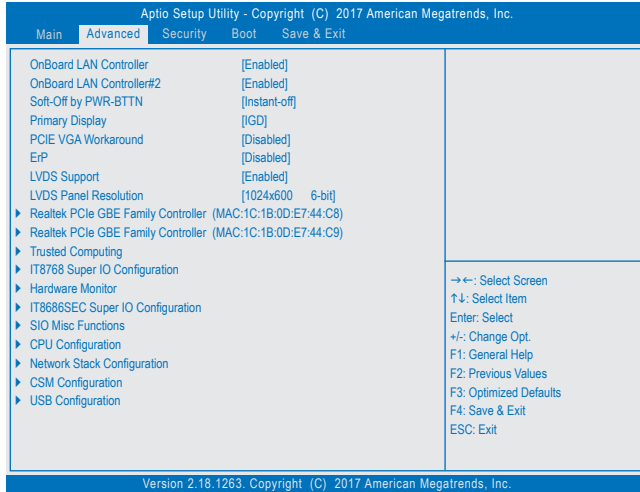 Aptio Setup Utility - Copyright (C) 2017 American Megatrends, Inc.
Main Advanced Security Boot Save & Exit
OnBoard LAN Controller [Enabled]
OnBoard LAN Controller#2 [Enabled]
Soft-Off by PWR-BTTN [Instant-off]
Primary Display [IGD]
PCIE VGA Workaround [Disabled]
ErP [Disabled]
LVDS Support [Enabled]
LVDS Panel Resolution [1024x600 6-bit]
Realtek PCIe GBE Family Controller (MAC:1C:1B:0D:E7:44:C8)
Realtek PCIe GBE Family Controller (MAC:1C:1B:0D:E7:44:C9)
Trusted Computing
IT8768 Super IO Configuration
Hardware Monitor
IT8686SEC Super IO Configuration
SIO Misc Functions
CPU Configuration
Network Stack Configuration
CSM Configuration
USB Configuration
→←: Select Screen
↑↓: Select Item
Enter: Select
+/-: Change Opt.
F1: General Help
F2: Previous Values
F3: Optimized Defaults
F4: Save & Exit
ESC: Exit
Version 2.18.1263. Copyright (C) 2017 American Megatrends, Inc.